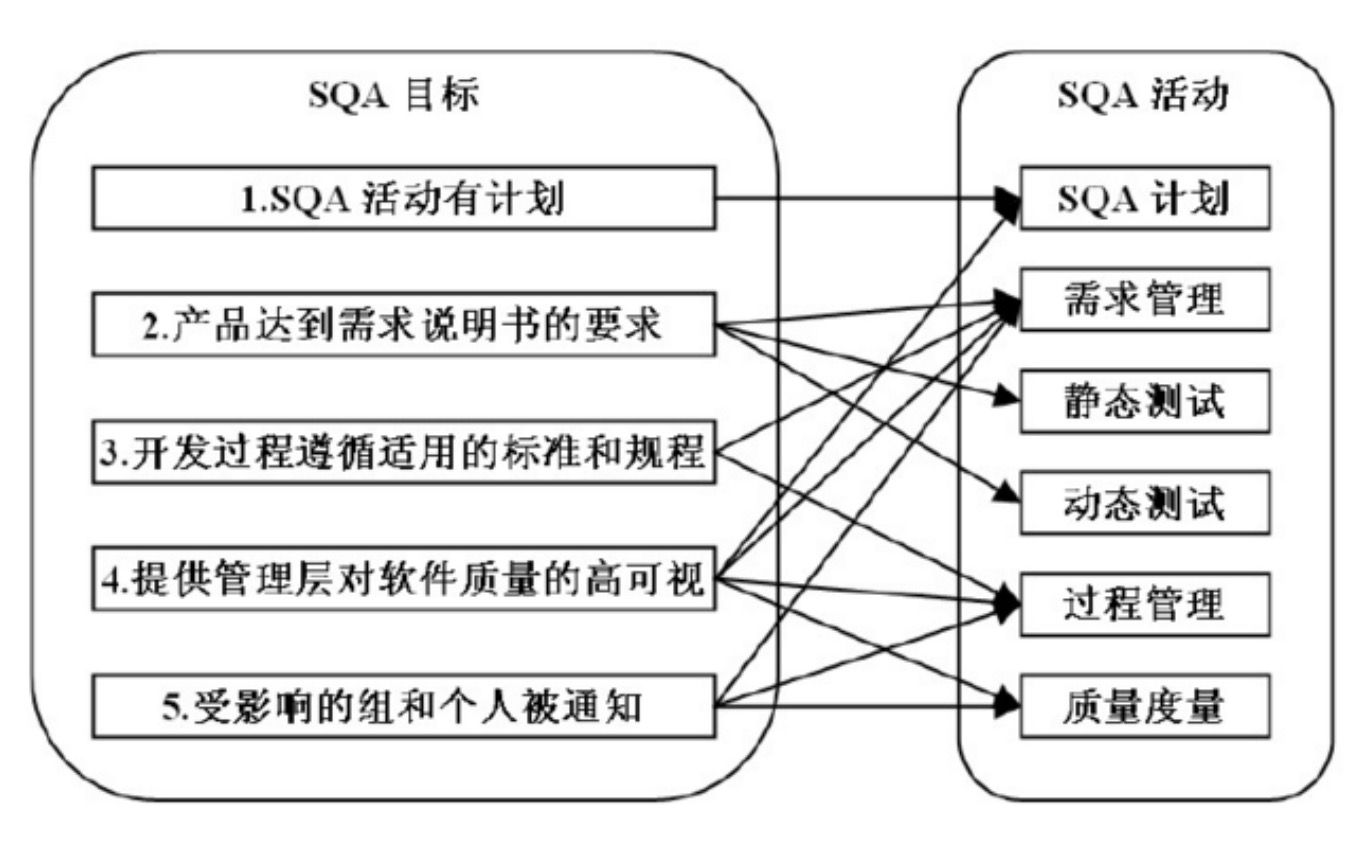 SQA 目标
1.SQA 活动有计划
2.产品达到需求说明书的要求
3.开发过程遵循适用的标准和规程
4.提供管理层对软件质量的高可视
5.受影响的组和个人被通知
SQA 活动
SQA 计划
需求管理
静态测试
动态测试
过程管理
质量度量